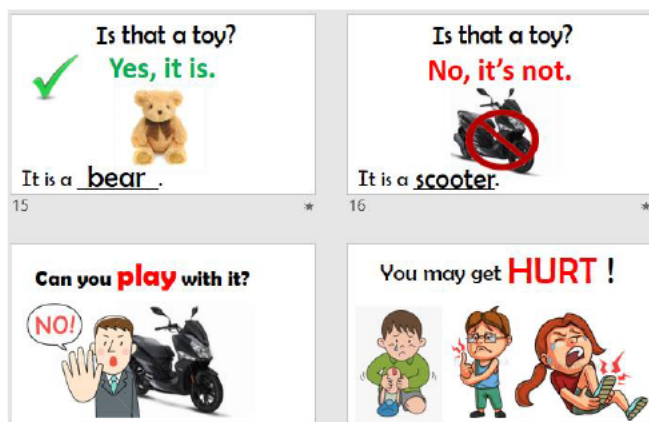 Is that a toy?
Yes, it is.
It is a bear.
15
Is that a toy?
No, it's not.
It is a scooter.
16
Can you play with it?
NO!
You may get HURT !